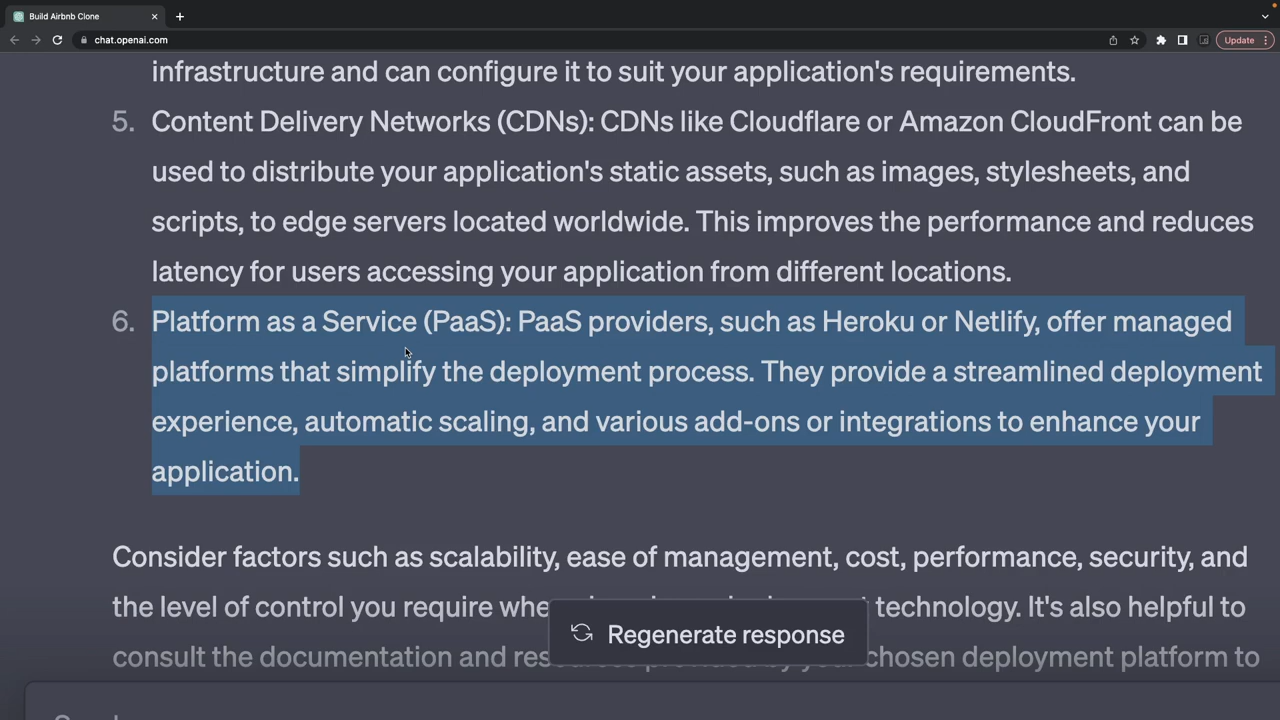 Build Airbnb Clone
chat.openai.com
Update
infrastructure and can configure it to suit your application's requirements.
5. Content Delivery Networks (CDNs): CDNs like Cloudflare or Amazon CloudFront can be
used to distribute your application's static assets, such as images, stylesheets, and
scripts, to edge servers located worldwide. This improves the performance and reduces
latency for users accessing your application from different locations.
6. Platform as a Service (PaaS): PaaS providers, such as Heroku or Netlify, offer managed
platforms that simplify the deployment process. They provide a streamlined deployment
experience, automatic scaling, and various add-ons or integrations to enhance your
application.
Consider factors such as scalability, ease of management, cost, performance, security, and
the level of control you require technology. It's also helpful to
Regenerate response
consult the documentation and chosen deployment platform to